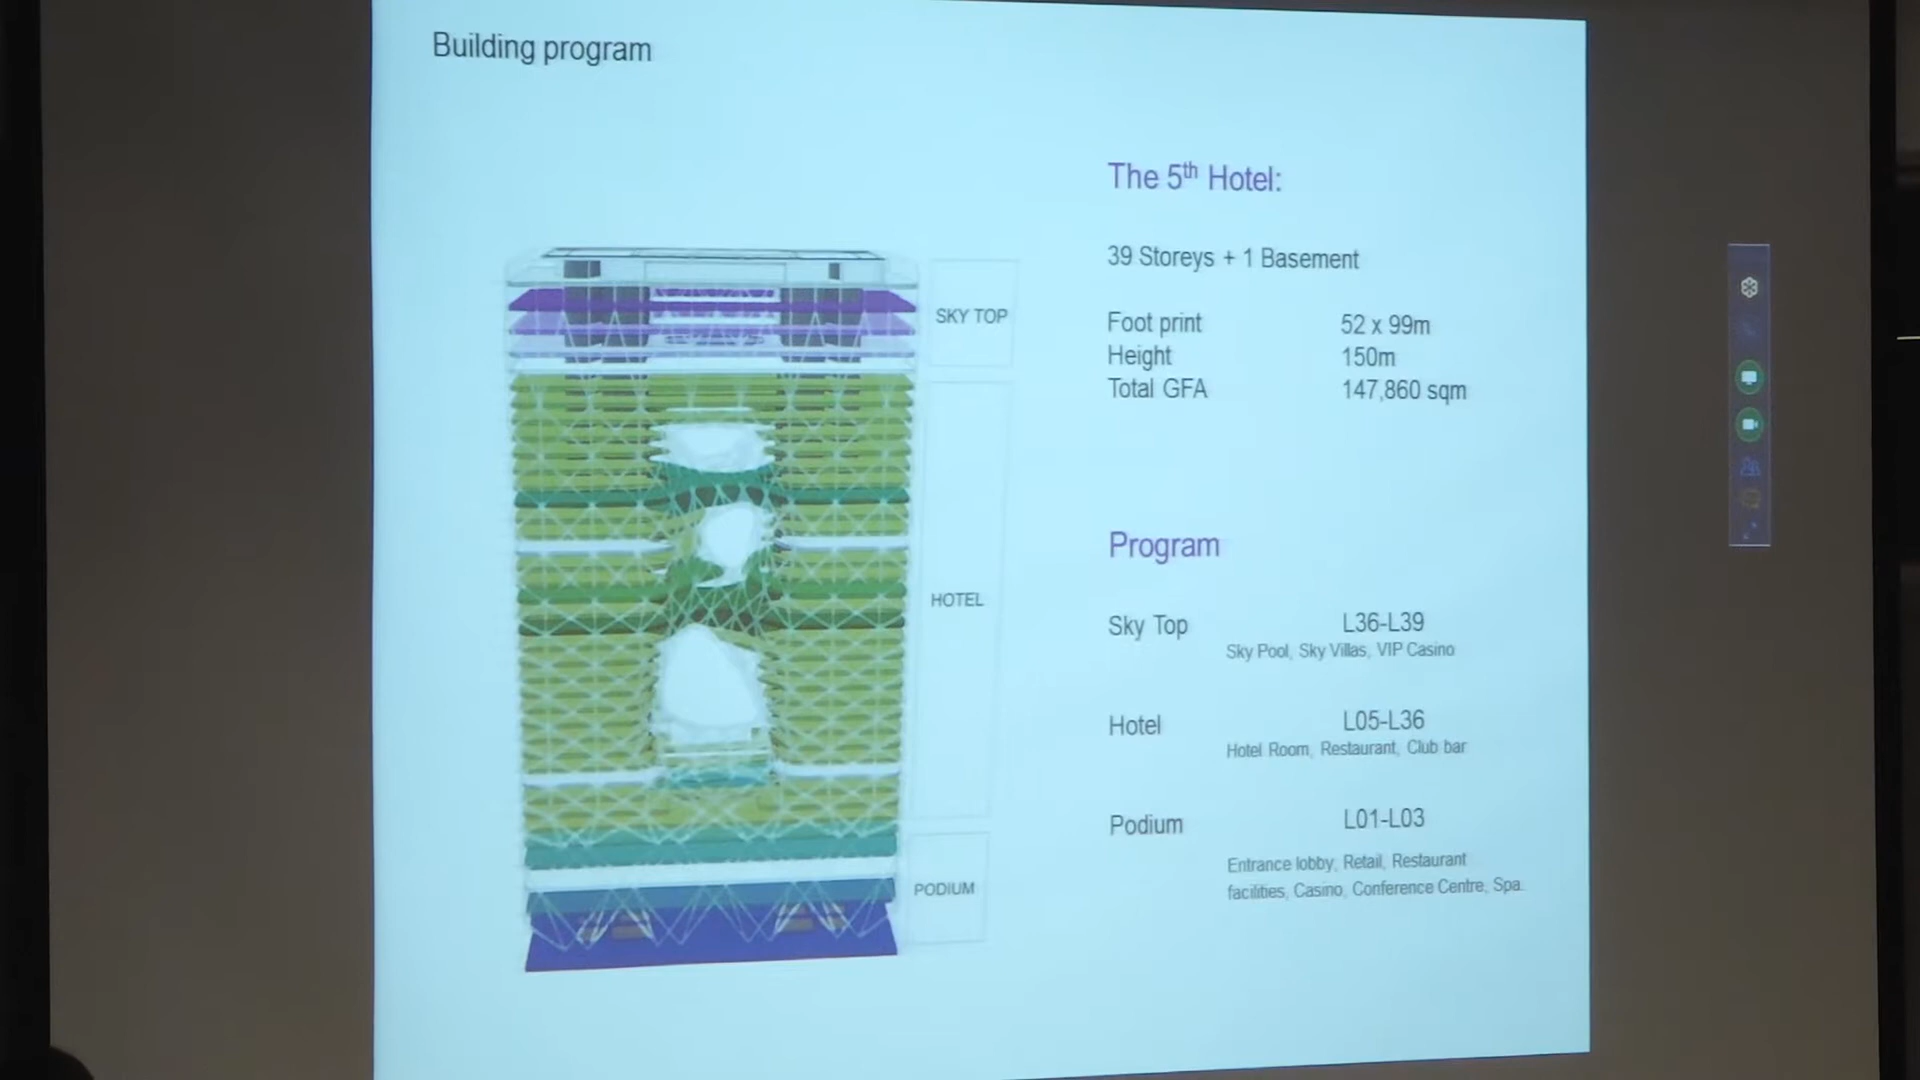 Building program
The 5th Hotel:
39 Storeys + 1 Basement
Foot print 52 x 99m
Height 150m
Total GFA 147,860 sqm
SKY TOP
HOTEL
PODIUM
Program
Sky Top L36-L39
Sky Pool, Sky Villas, VIP Casino
Hotel L05-L36
Hotel Room, Restaurant, Club bar
Podium L01-L03
Entrance lobby, Retail, Restaurant
facilities, Casino, Conference Centre, Spa.